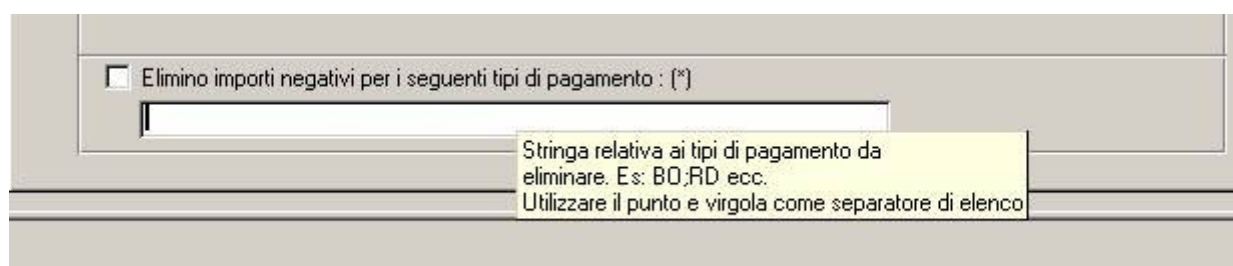 Elimino importi negativi per i seguenti tipi di pagamento : (*)
Stringa relativa ai tipi di pagamento da
eliminare. Es: BO;RD ecc.
Utilizzare il punto e virgola come separatore di elenco